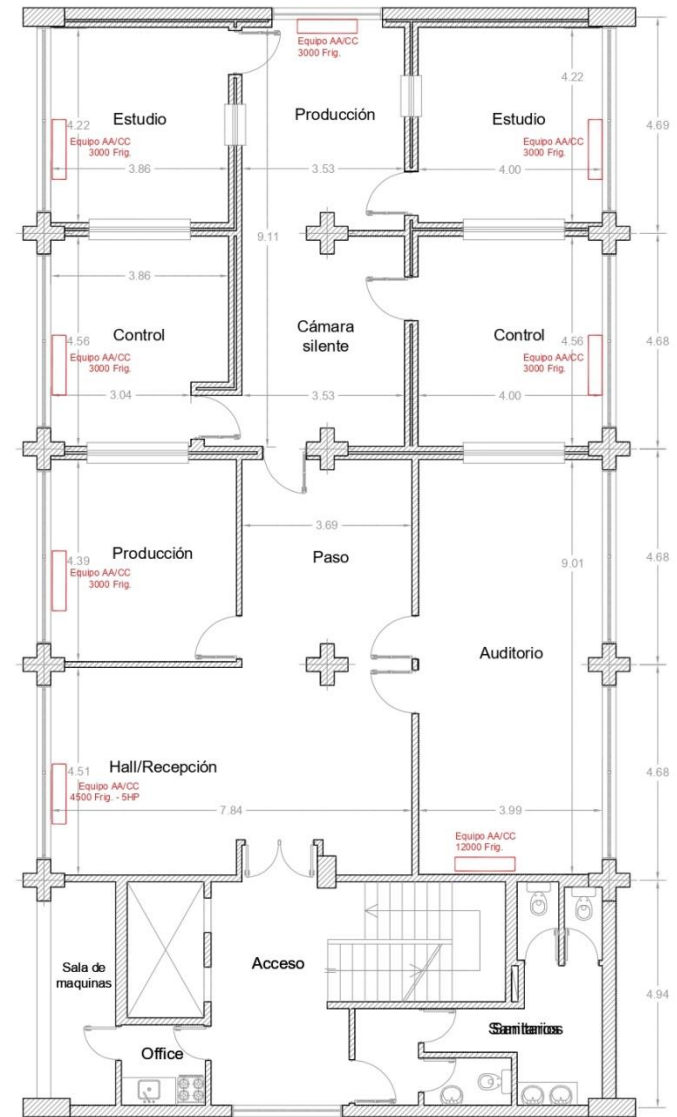 Equipo AA/CC
3000 Frig.
Estudio
Producción
Estudio
4.22
4.22
4.69
Equipo AA/CC
3000 Frig.
Equipo AA/CC
3000 Frig.
3.86
3.53
4.00
9.11
3.86
Control
Cámara
silente
Control
4.56
4.56
4.68
Equipo AA/CC
3000 Frig.
Equipo AA/CC
3000 Frig.
3.04
3.53
4.00
3.69
Producción
Paso
4.39
9.01
4.68
Equipo AA/CC
3000 Frig.
Auditorio
Hall/Recepción
4.51
4.68
Equipo AA/CC
4500 Frig. - 5HP
7.84
3.99
Equipo AA/CC
12000 Frig.
Sala de
maquinas
Acceso
4.94
Sanitarios
Office